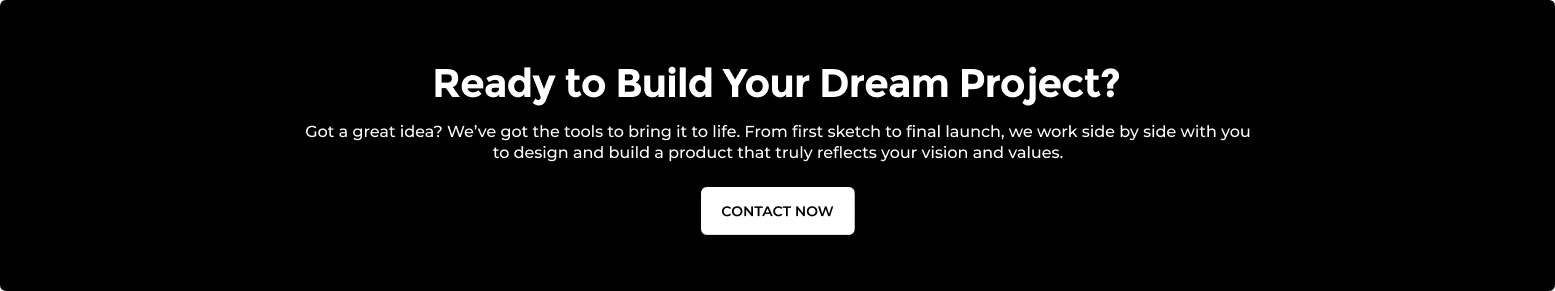 Ready to Build Your Dream Project?
Got a great idea? We’ve got the tools to bring it to life. From first sketch to final launch, we work side by side with you
to design and build a product that truly reflects your vision and values.
CONTACT NOW